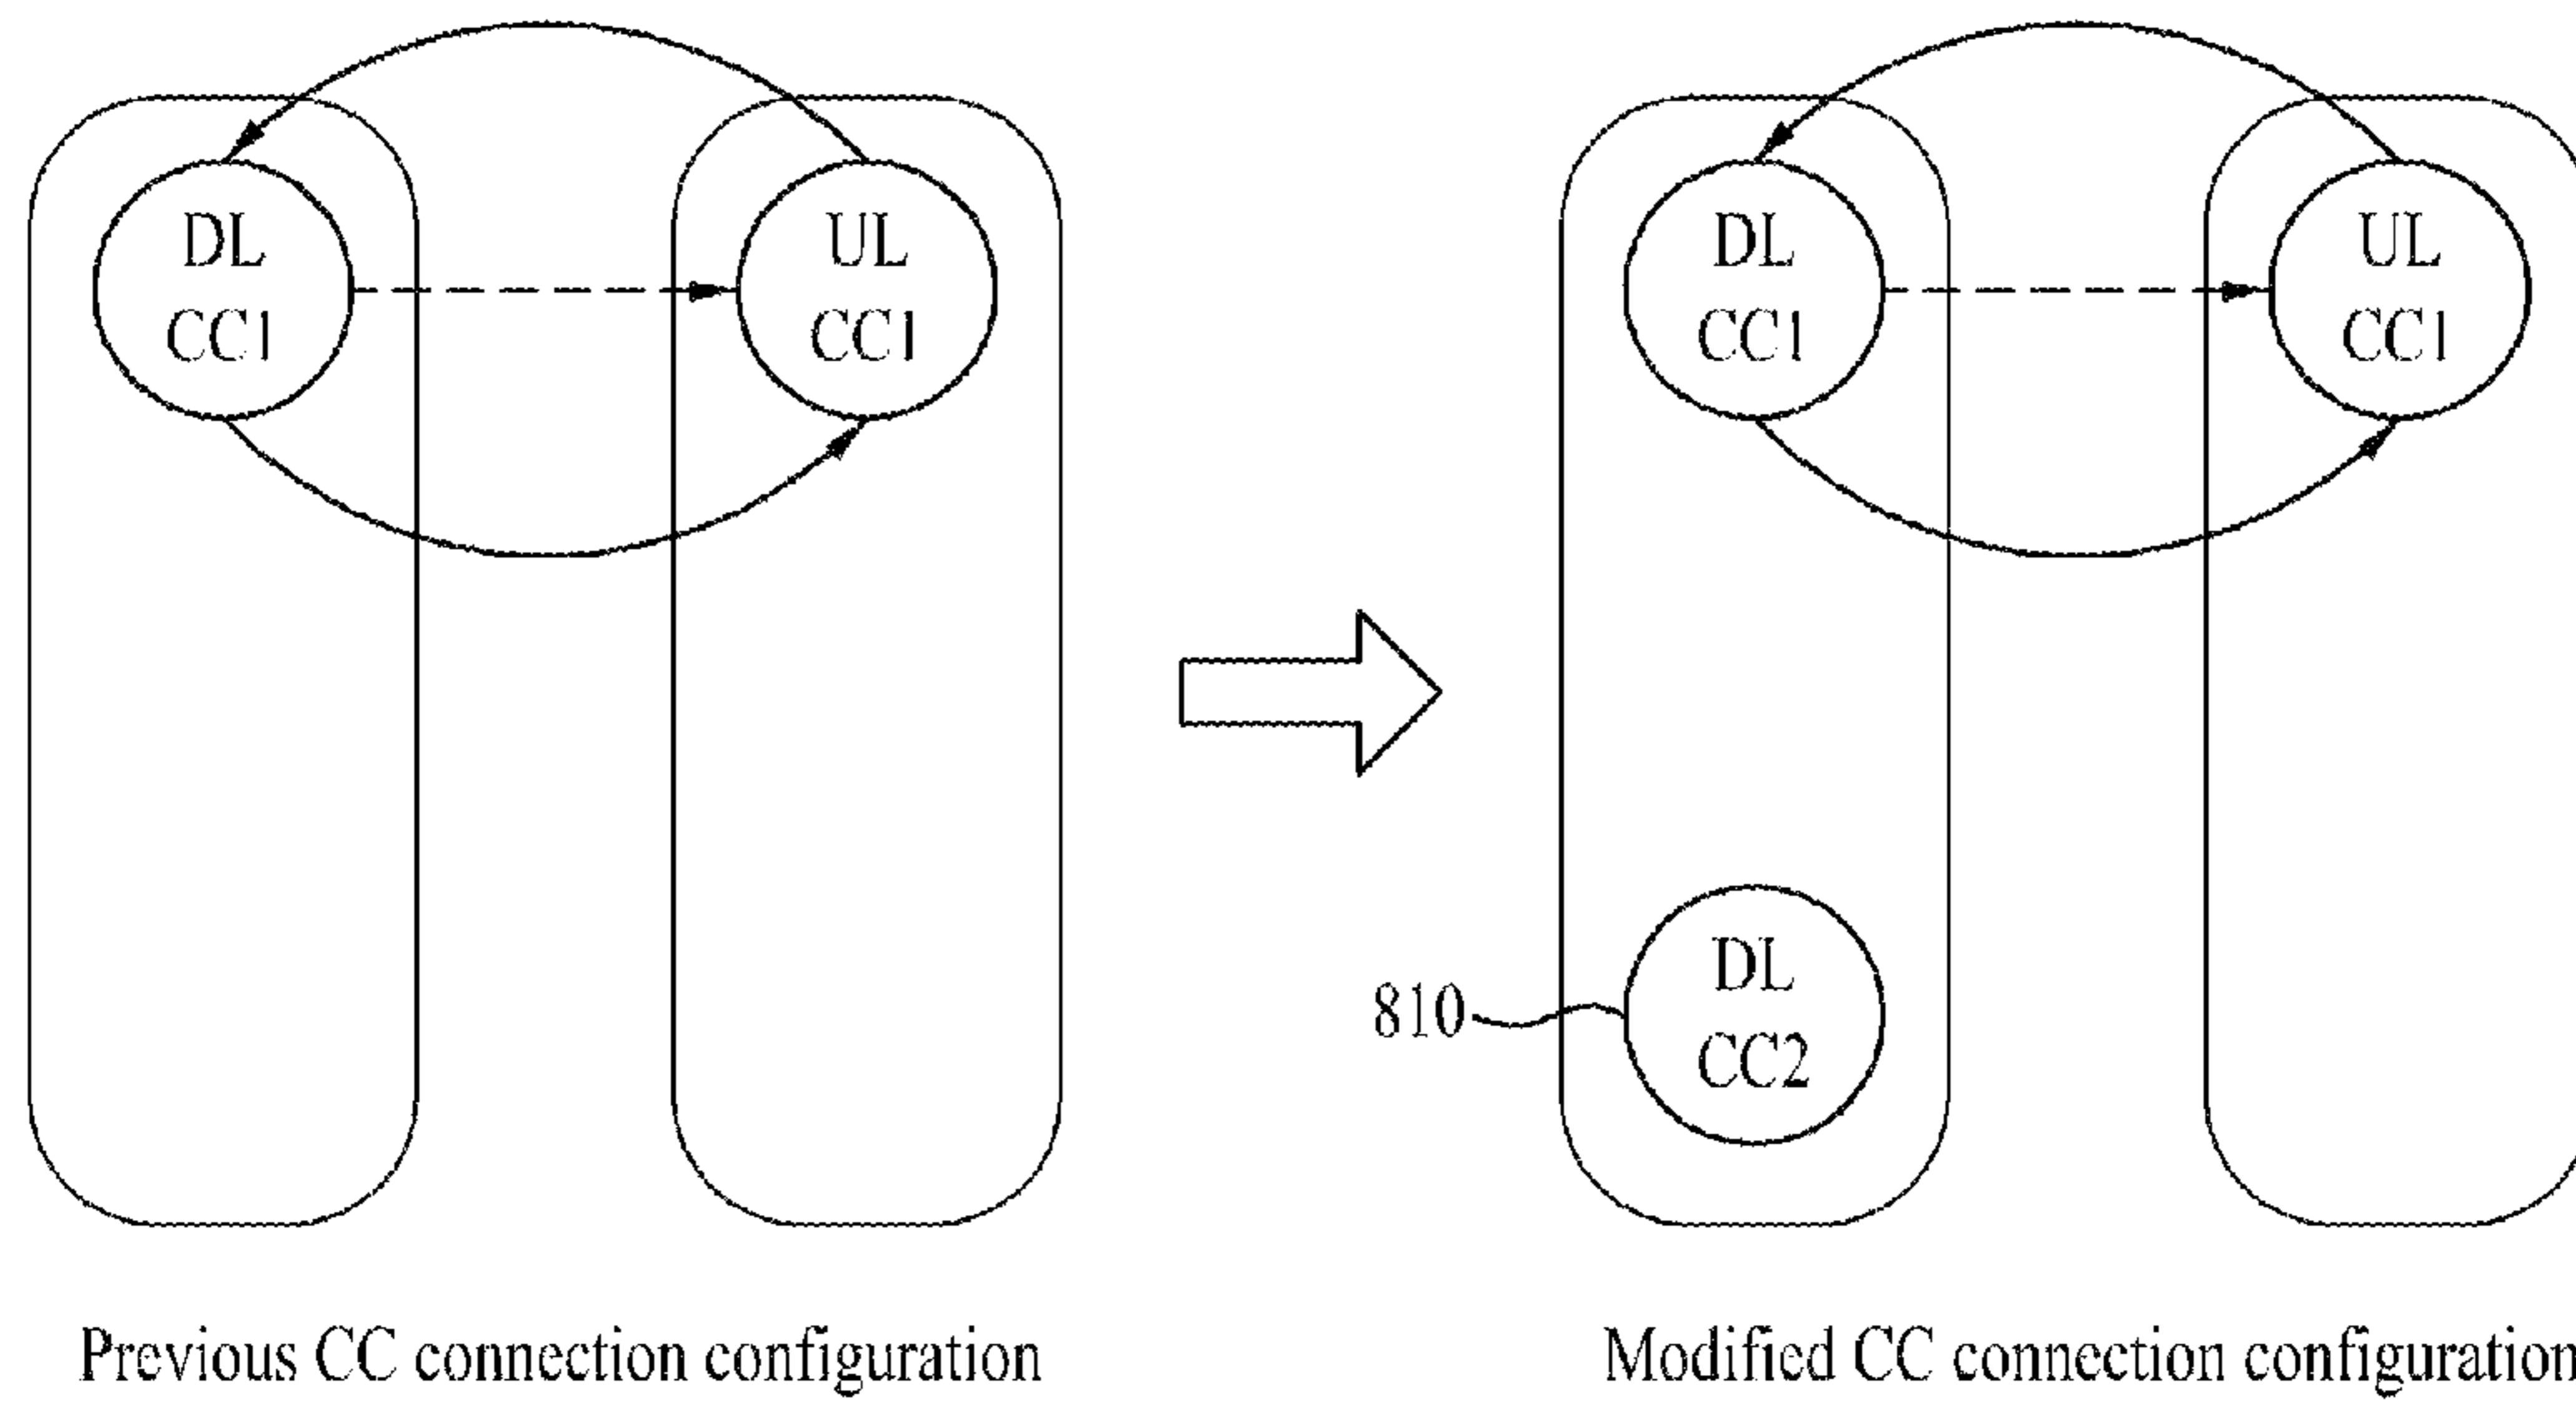 DL
CC1
UL
CC1
DL
CC1
UL
CC1
810
DL
CC2
Previous CC connection configuration
Modified CC connection configuration